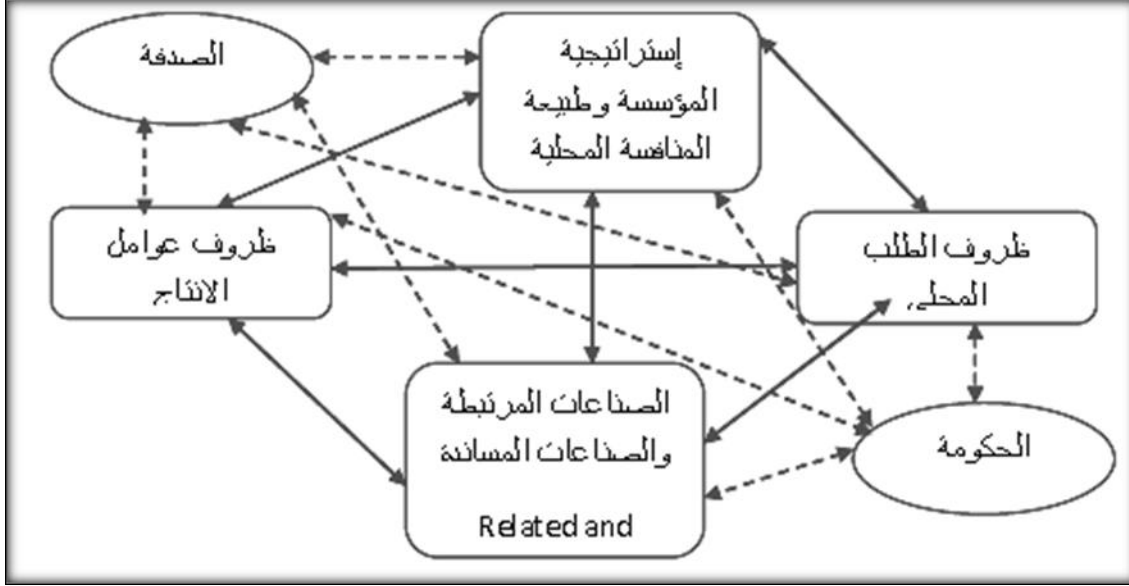 الصدفة
إستراتيجية
المؤسسة وطبيعة
المنافسة المحلية
ظروف عوامل
الانتاج
ظروف الطلب
المحلي
الصناعات المرتبطة
والصناعات المساندة
Related and
الحكومة